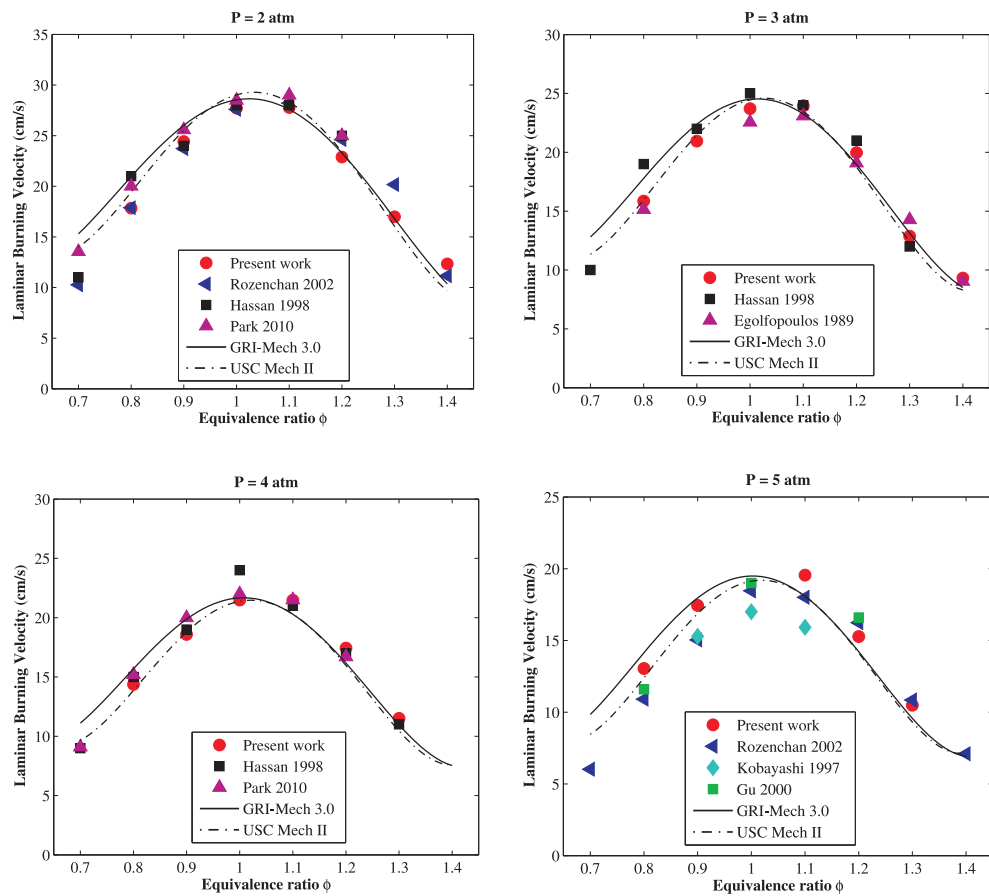 P = 2 atm
Laminar Burning Velocity (cm/s)
35
30
25
20
15
10
5
0
Present work
Rozenchan 2002
Hassan 1998
Park 2010
GRI-Mech 3.0
USC Mech II
0.7 0.8 0.9 1 1.1 1.2 1.3 1.4
Equivalence ratio ϕ
P = 3 atm
Laminar Burning Velocity (cm/s)
30
25
20
15
10
5
0
Present work
Hassan 1998
Egolfopoulos 1989
GRI-Mech 3.0
USC Mech II
0.7 0.8 0.9 1 1.1 1.2 1.3 1.4
Equivalence ratio ϕ
P = 4 atm
Laminar Burning Velocity (cm/s)
30
25
20
15
10
5
0
Present work
Hassan 1998
Park 2010
GRI-Mech 3.0
USC Mech II
0.7 0.8 0.9 1 1.1 1.2 1.3 1.4
Equivalence ratio ϕ
P = 5 atm
Laminar Burning Velocity (cm/s)
25
20
15
10
5
0
Present work
Rozenchan 2002
Kobayashi 1997
Gu 2000
GRI-Mech 3.0
USC Mech II
0.7 0.8 0.9 1 1.1 1.2 1.3 1.4
Equivalence ratio ϕ